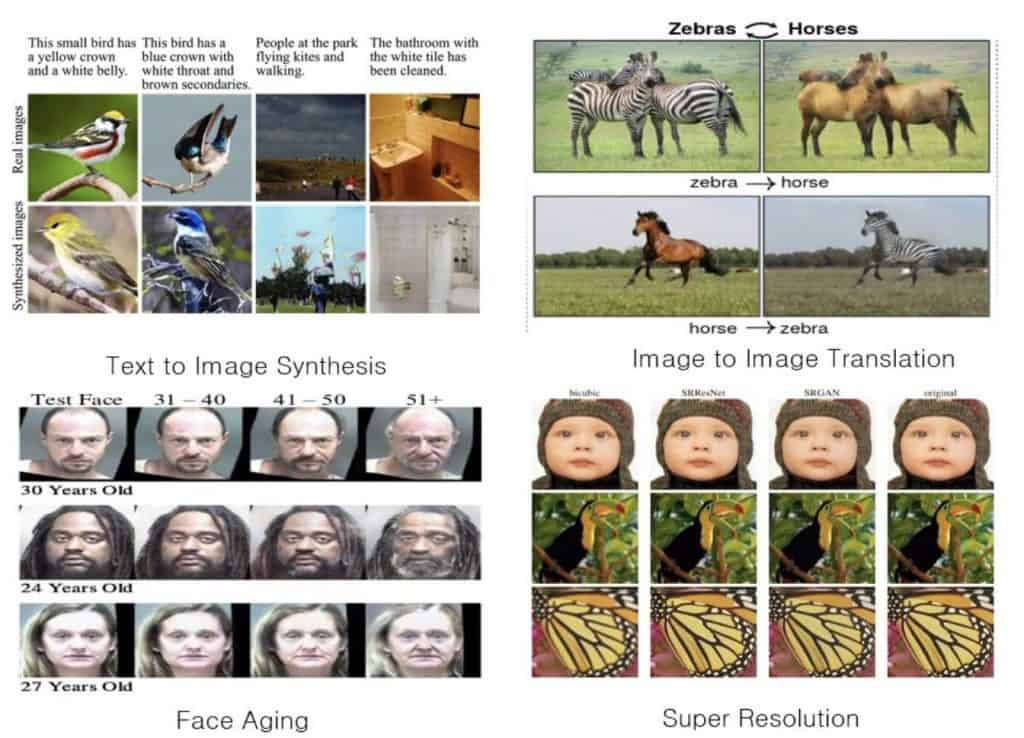 This small bird has
a yellow crown
and a white belly.
This bird has a
blue crown with
white throat and
brown secondaries.
People at the park
flying kites and
walking.
The bathroom with
the white tile has
been cleaned.
Real images
Synthesized images
Text to Image Synthesis
Zebras Horses
zebra → horse
horse → zebra
Image to Image Translation
Test Face 31 – 40 41 – 50 51+
30 Years Old
24 Years Old
27 Years Old
Face Aging
bicubic SRResNet SRGAN original
Super Resolution